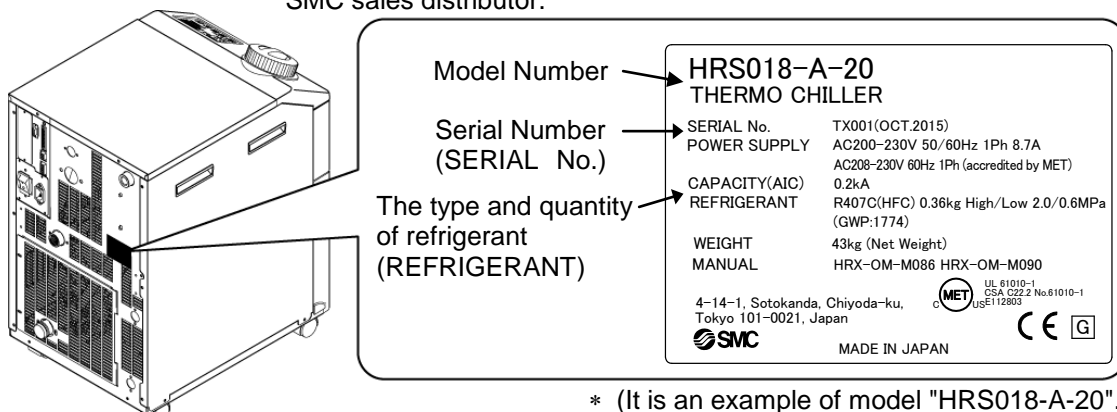 SMC sales distributor.
Model Number
Serial Number
(SERIAL No.)
The type and quantity
of refrigerant
(REFRIGERANT)
HRS018-A-20
THERMO CHILLER
SERIAL No. TX001(OCT.2015)
POWER SUPPLY AC200-230V 50/60Hz 1Ph 8.7A
AC208-230V 60Hz 1Ph (accredited by MET)
CAPACITY(AIC) 0.2kA
REFRIGERANT R407C(HFC) 0.36kg High/Low 2.0/0.6MPa
(GWP:1774)
WEIGHT 43kg (Net Weight)
MANUAL HRX-OM-M086 HRX-OM-M090
C MET US
UL 61010-1
CSA C22.2 No.61010-1
E112803
4-14-1, Sotokanda, Chiyoda-ku,
Tokyo 101-0021, Japan
CE G
SMC
MADE IN JAPAN
* (It is an example of model "HRS018-A-20".